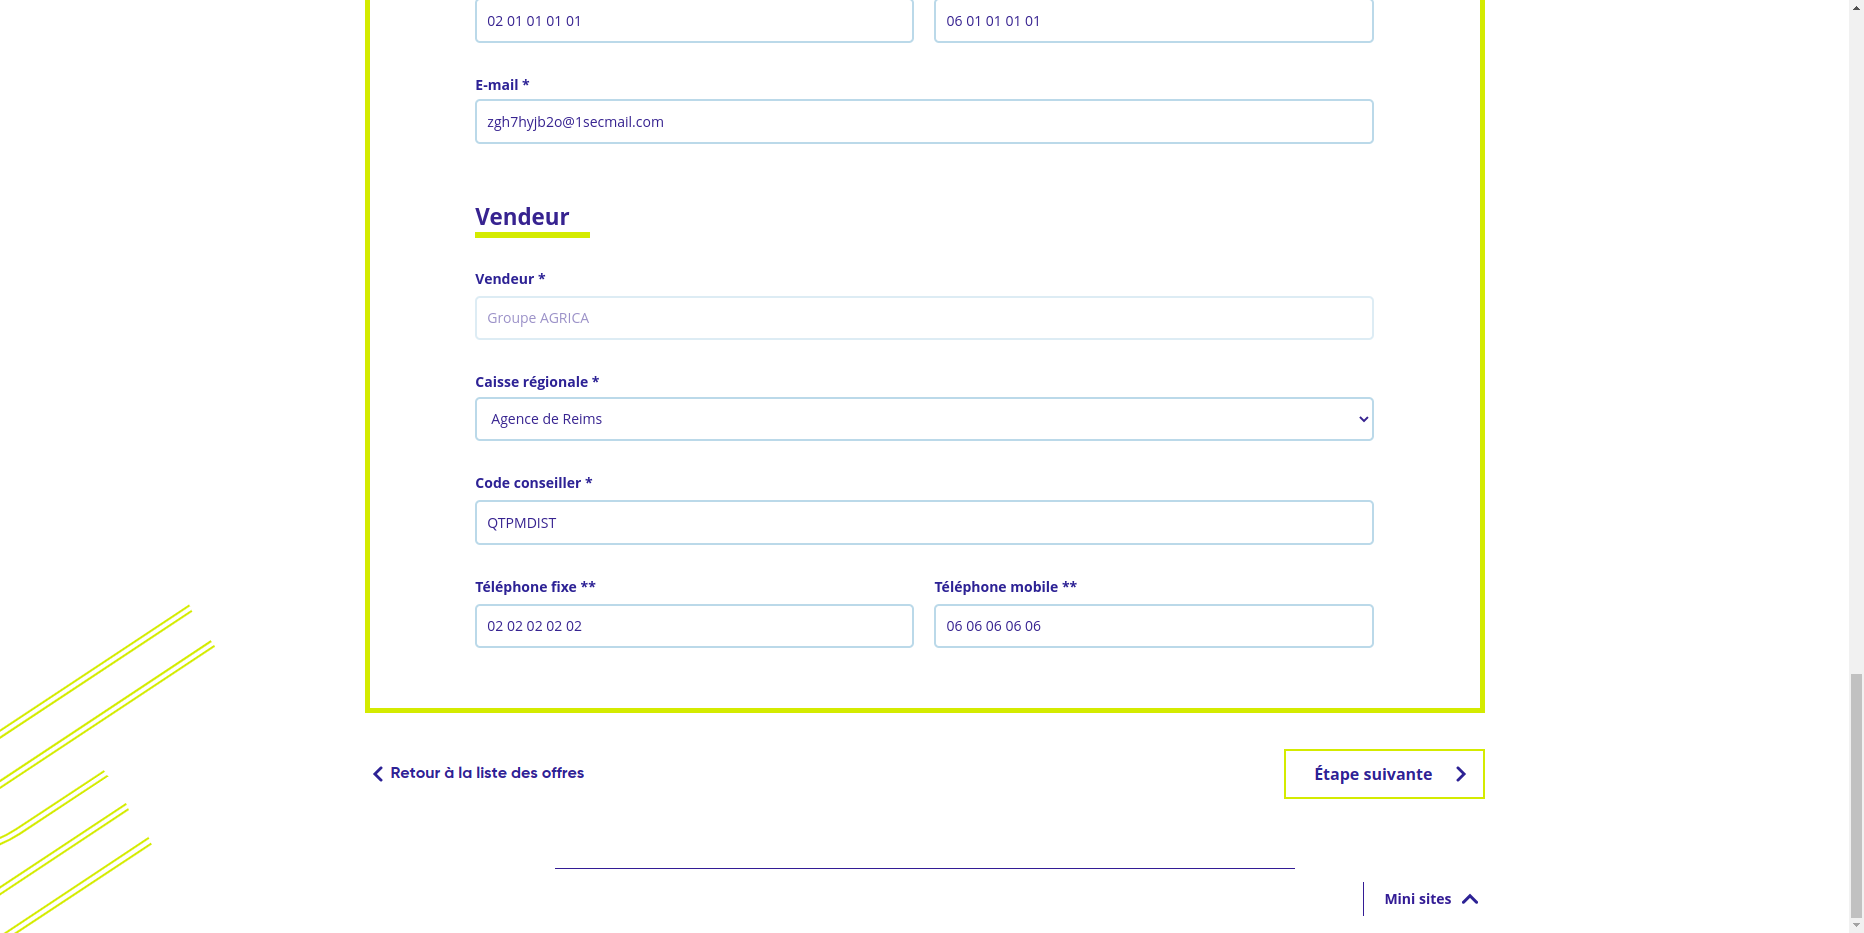 02 01 01 01 01
06 01 01 01 01
E-mail *
zgh7hyjb2o@1secmail.com
Vendeur
Vendeur *
Groupe AGRICA
Caisse régionale *
Agence de Reims
Code conseiller *
QTPMDIST
Téléphone fixe **
Téléphone mobile **
02 02 02 02 02
06 06 06 06 06
Retour à la liste des offres
Étape suivante
Mini sites